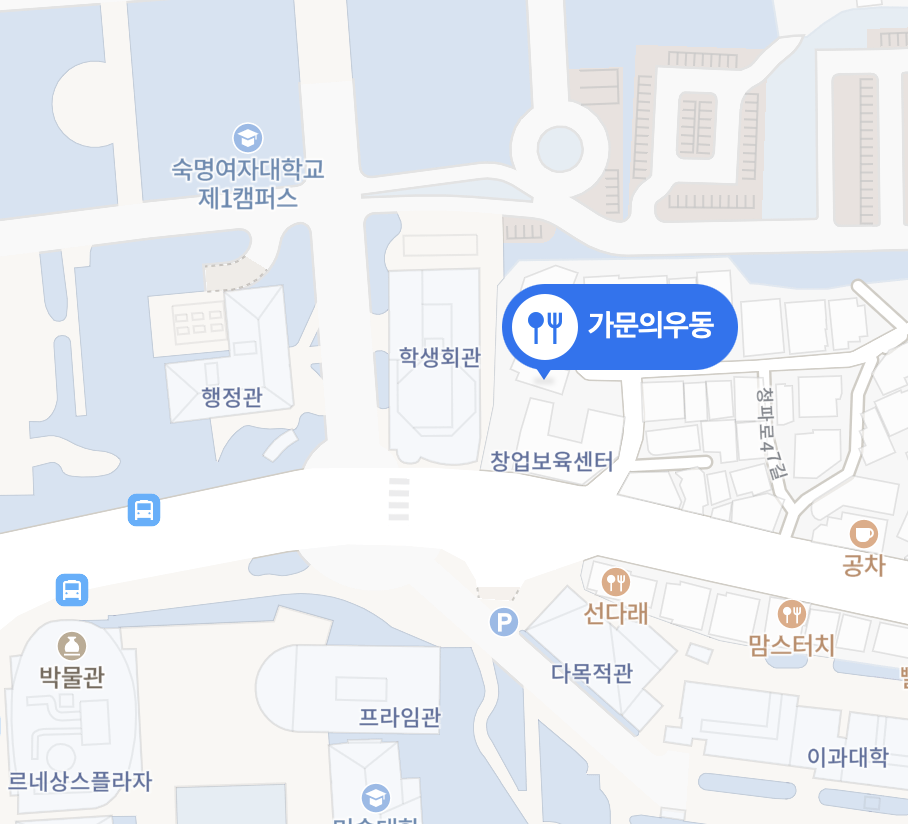 숙명여자대학교
제1캠퍼스
가문의우동
학생회관
행정관
청파로47길
창업보육센터
공차
선다래
P
맘스터치
박물관
다목적관
프라임관
이과대학
르네상스플라자